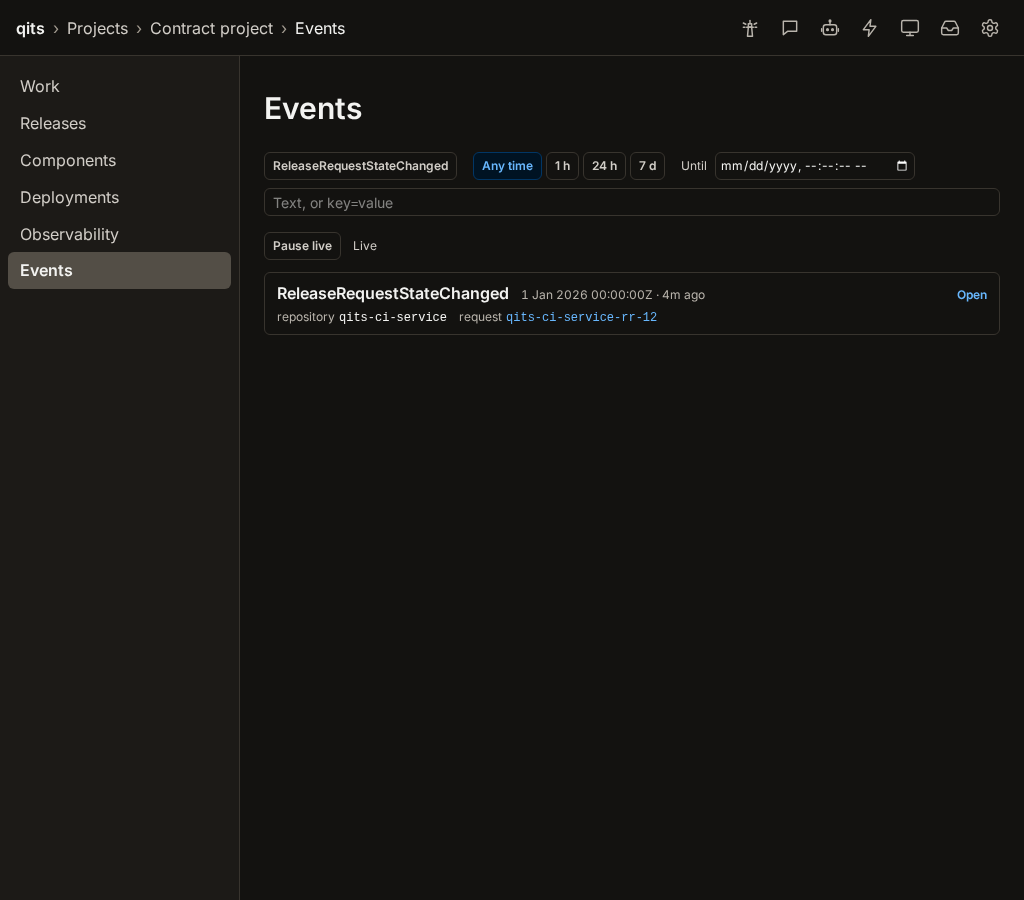 qits › Projects › Contract project › Events
Work
Releases
Components
Deployments
Observability
Events
Events
ReleaseRequestStateChanged Any time 1 h 24 h 7 d Until mm/dd/yyyy, --:--:-- --
Text, or key=value
Pause live Live
ReleaseRequestStateChanged 1 Jan 2026 00:00:00Z · 4m ago Open
repository qits-ci-service request qits-ci-service-rr-12